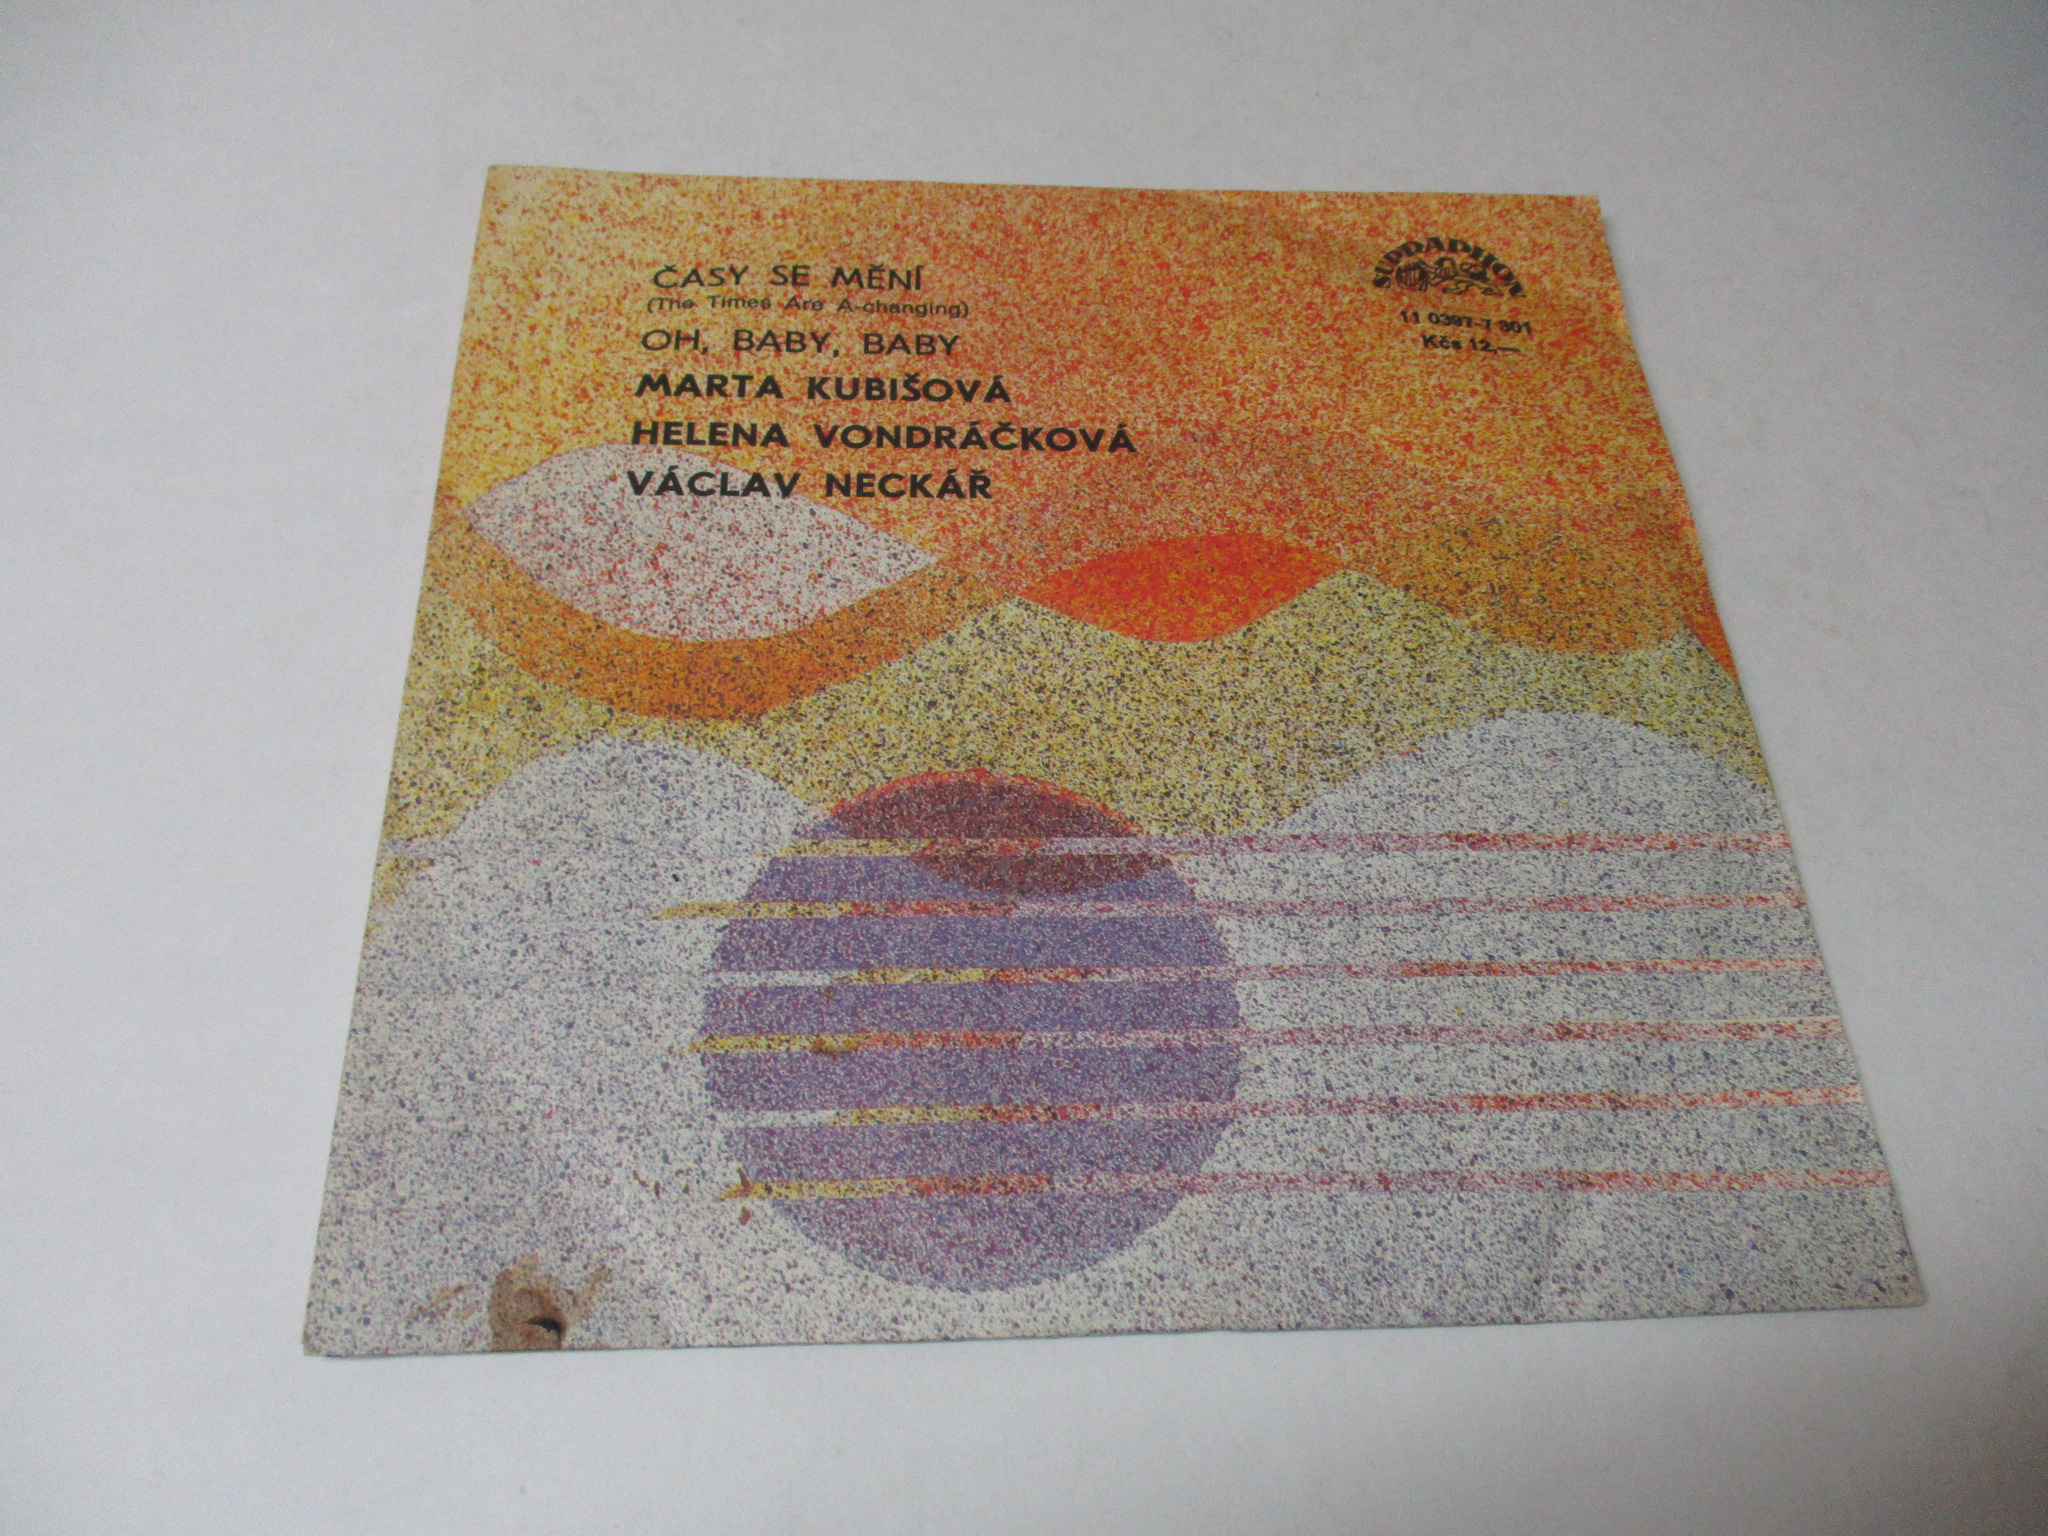 ČASY SE MĚNÍ
(The Times Are A-changing)
OH, BABY, BABY
MARTA KUBIŠOVÁ
HELENA VONDRÁČKOVÁ
VÁCLAV NECKÁŘ
SUPRAPHON
11 0397-7 301
Kčs 12,—